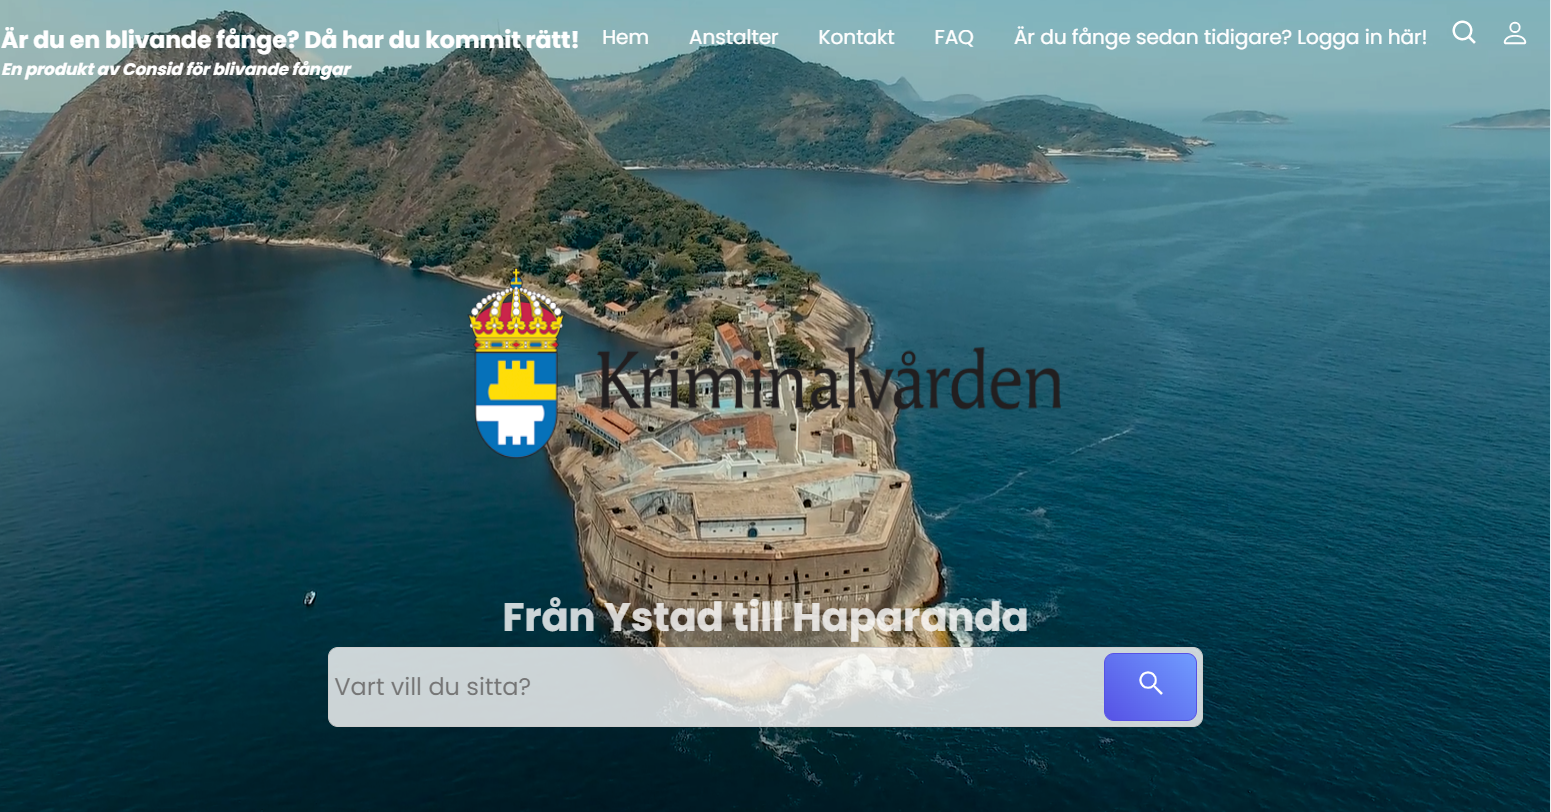 Är du en blivande fånge? Då har du kommit rätt!
En produkt av Consid för blivande fångar
Hem Anstalter Kontakt FAQ Är du fånge sedan tidigare? Logga in här!
Kriminalvården
Från Ystad till Haparanda
Vart vill du sitta?